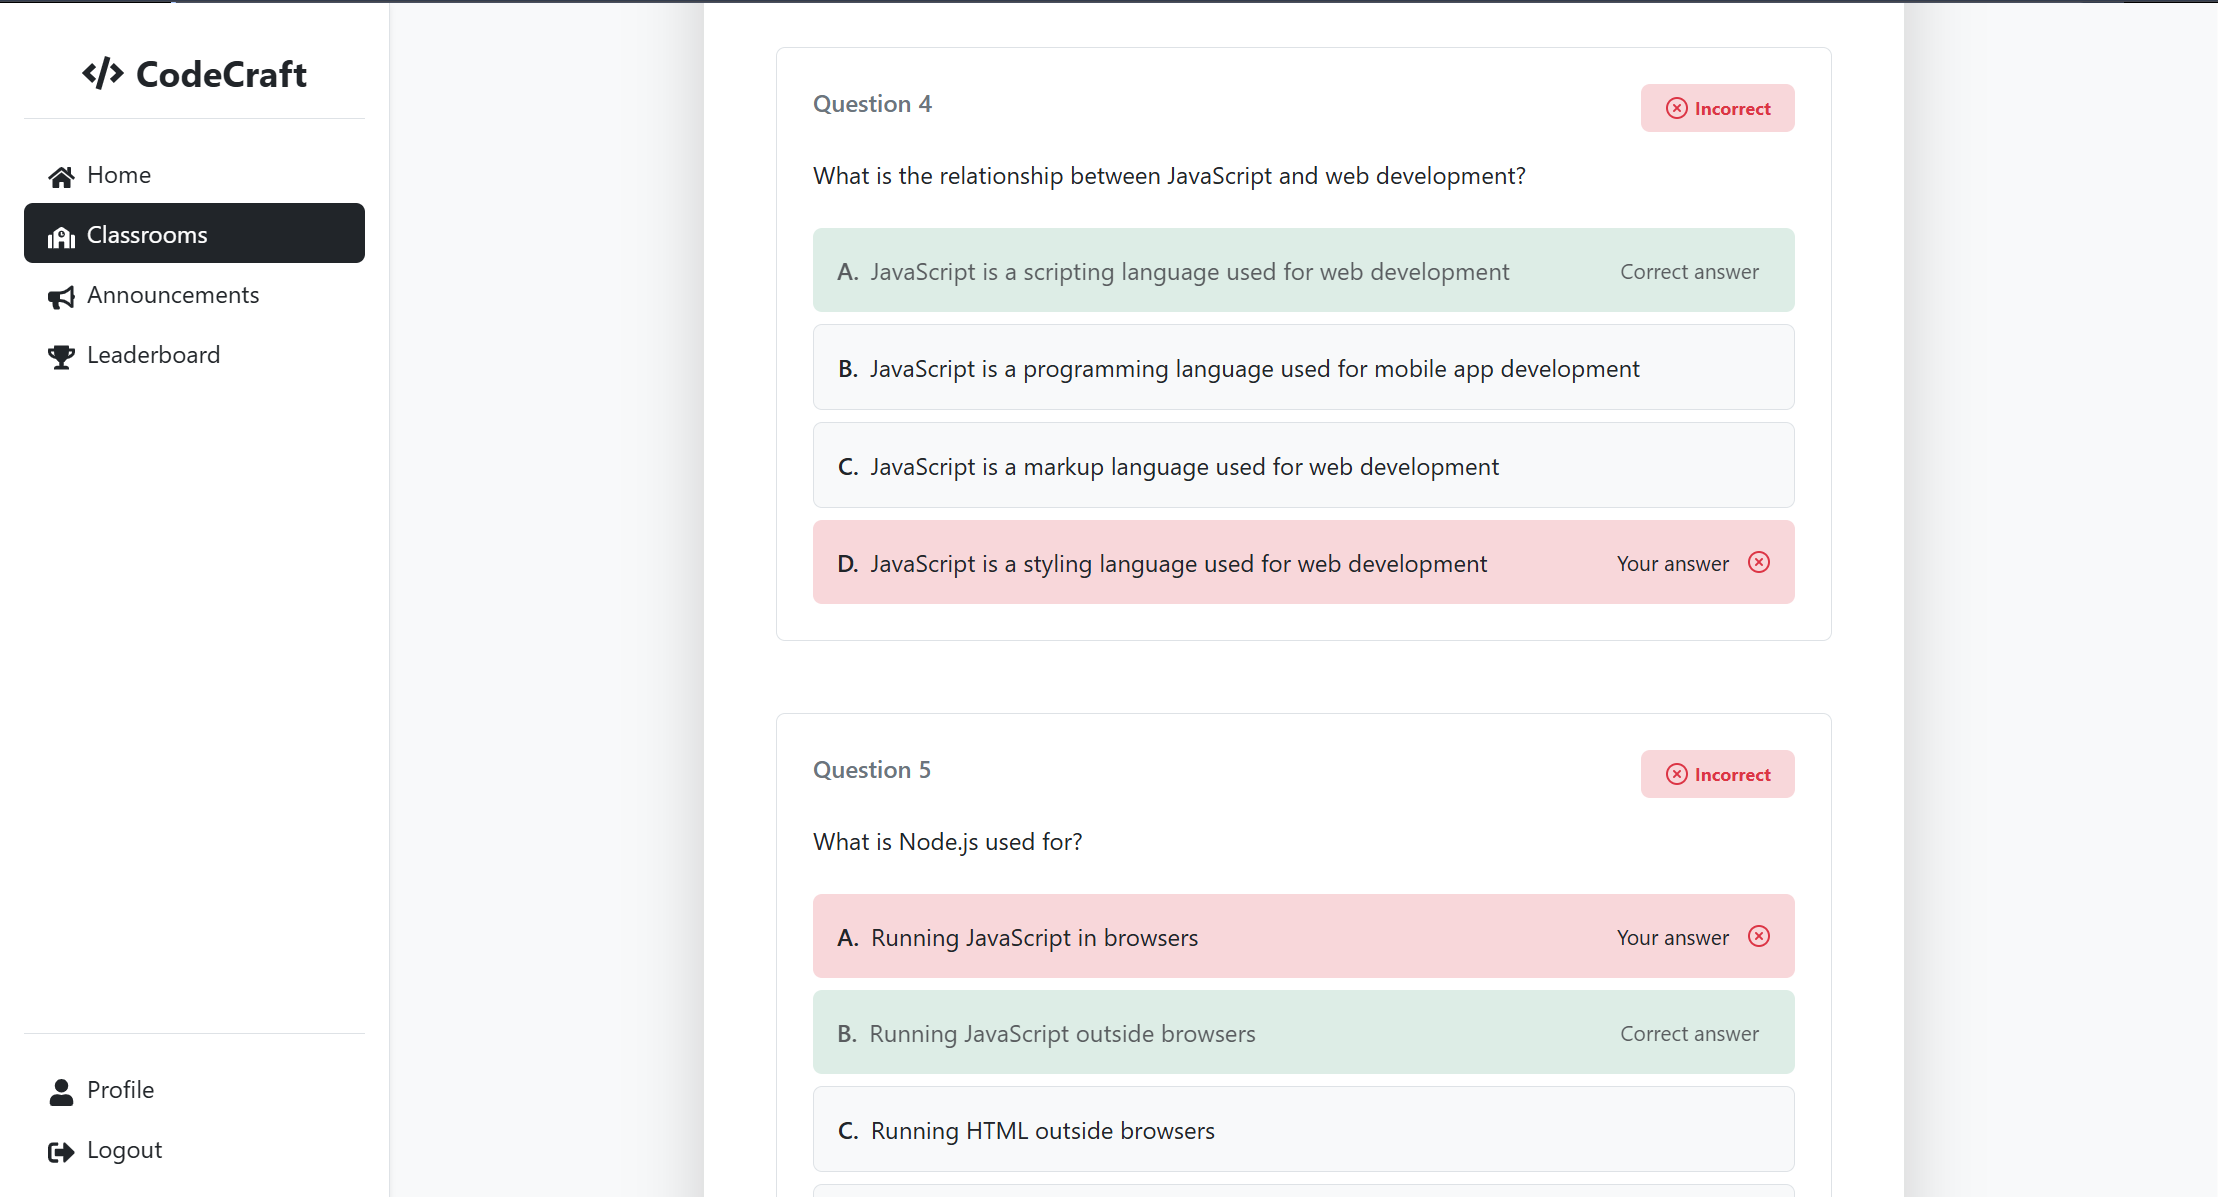 CodeCraft
Home
Classrooms
Announcements
Leaderboard
Profile
Logout
Question 4
Incorrect
What is the relationship between JavaScript and web development?
A. JavaScript is a scripting language used for web development Correct answer
B. JavaScript is a programming language used for mobile app development
C. JavaScript is a markup language used for web development
D. JavaScript is a styling language used for web development Your answer
Question 5
Incorrect
What is Node.js used for?
A. Running JavaScript in browsers Your answer
B. Running JavaScript outside browsers Correct answer
C. Running HTML outside browsers